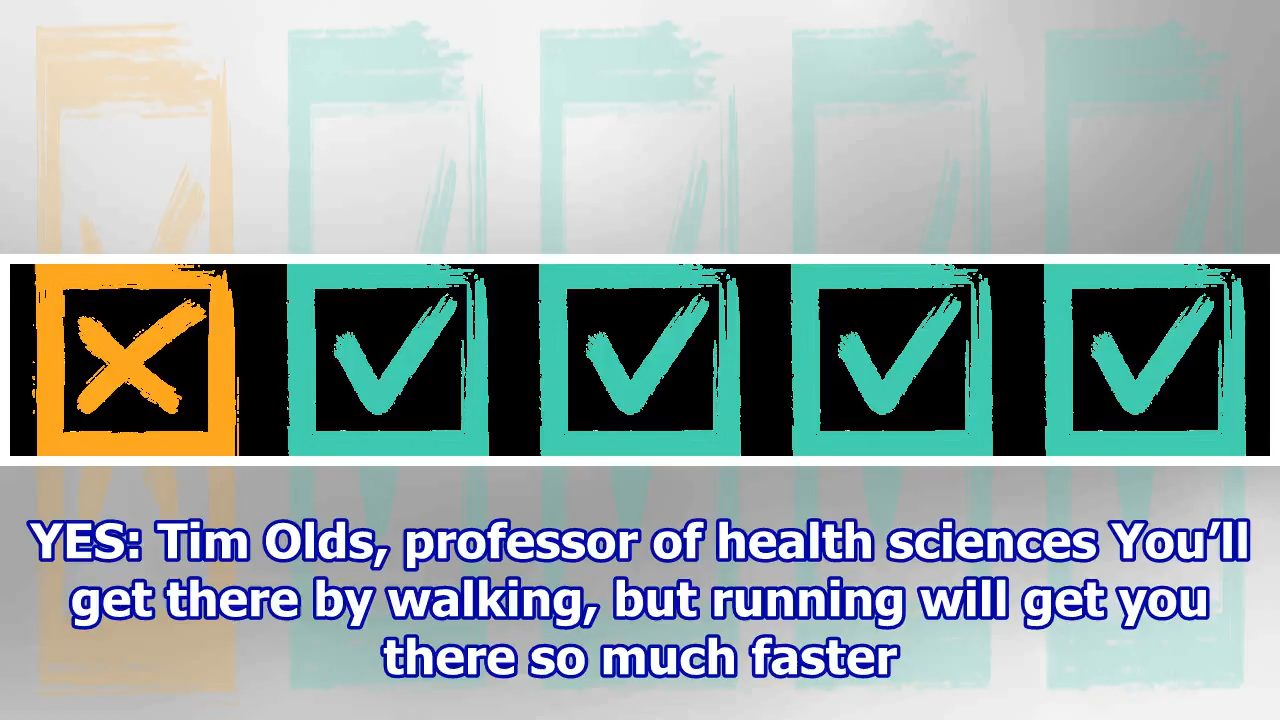 YES: Tim Olds, professor of health sciences You’ll
get there by walking, but running will get you
there so much faster